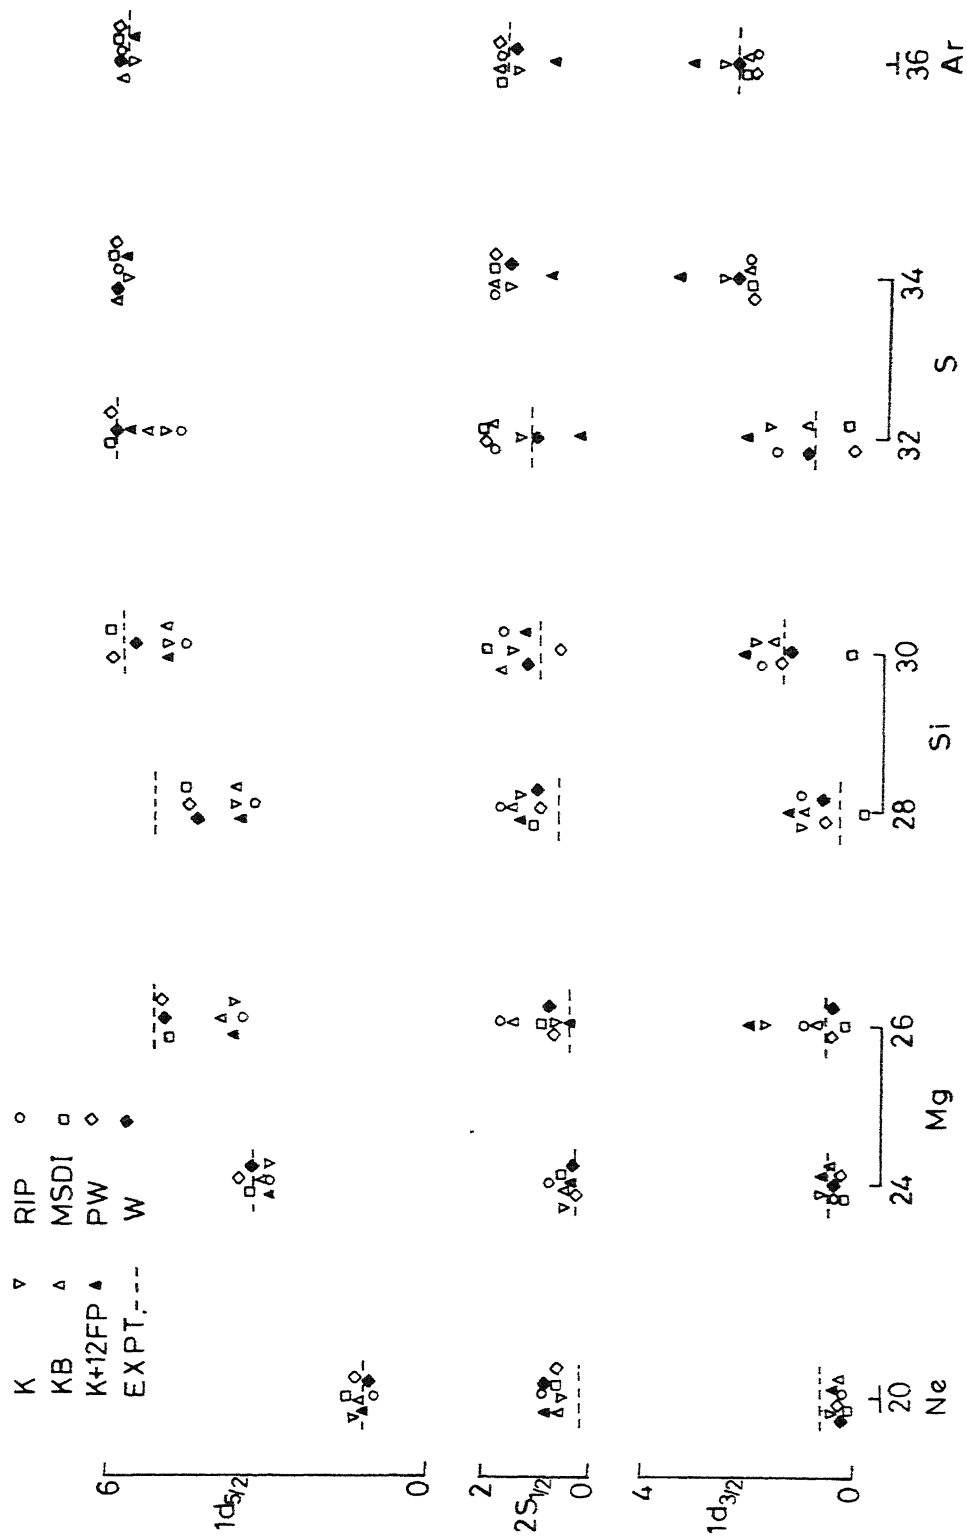 K ▽ RIP ○
KB △ MSDI □
K+12FP ▲ PW ◇
EXPT. --- W ◆
6
1d5/2
0
2
2S1/2
0
4
1d3/2
0
20 24 26 28 30 32 34 36
Ne Mg Si S Ar